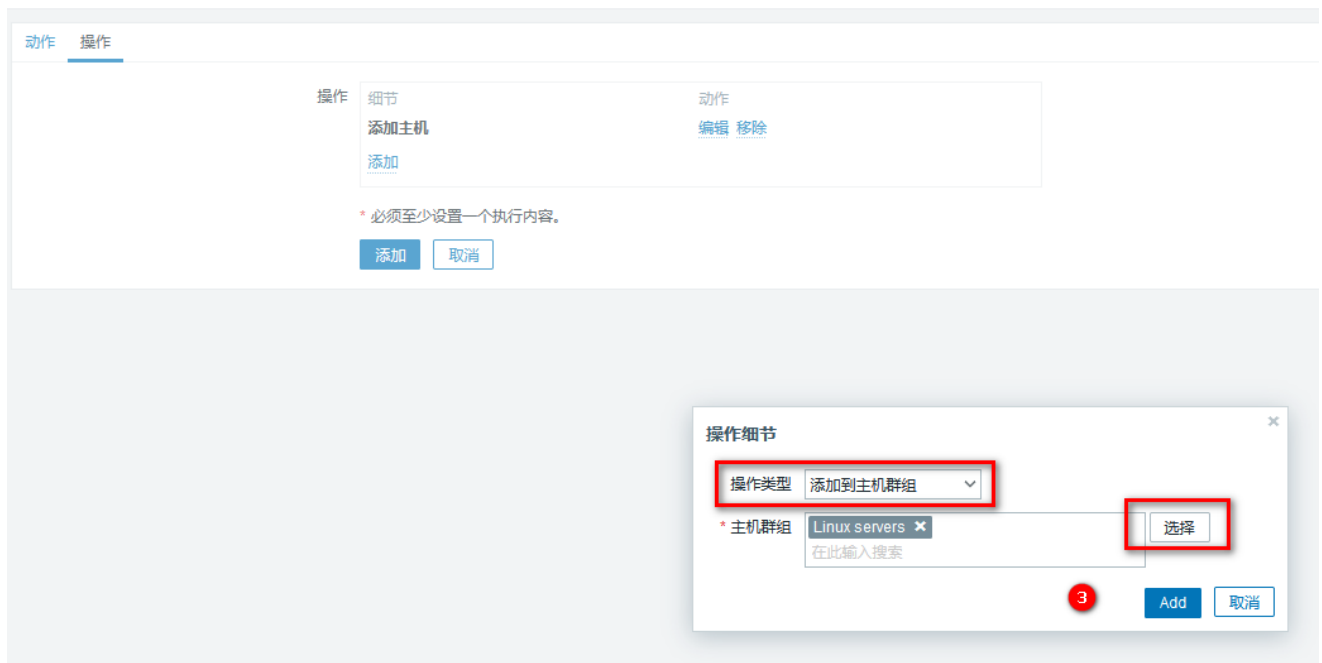 动作 操作
操作 细节 动作
添加主机 编辑 移除
添加
* 必须至少设置一个执行内容。
添加 取消
操作细节 ×
操作类型 添加到主机群组
* 主机群组 Linux servers × 选择
在此输入搜索
3 Add 取消